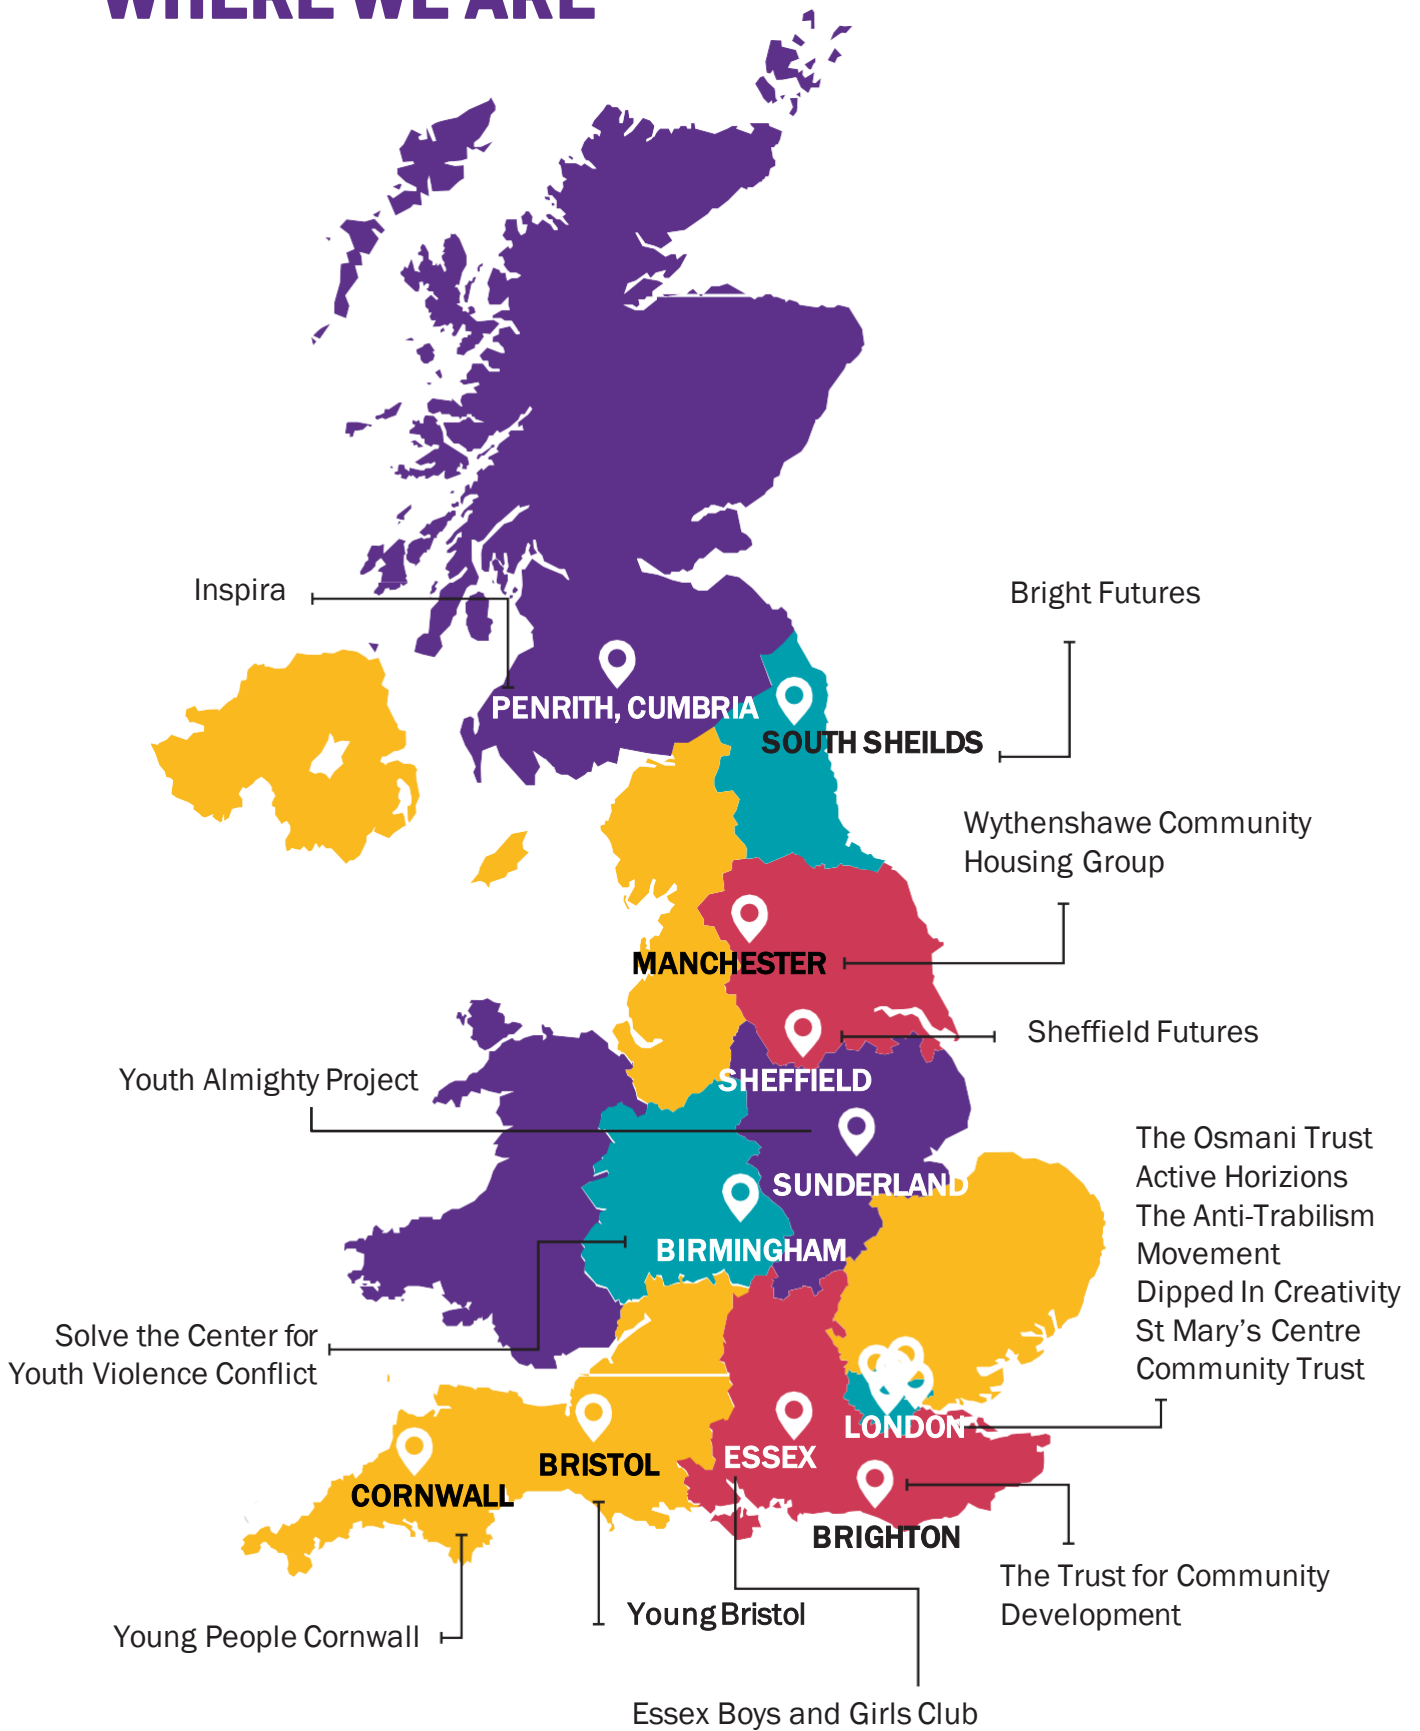 WHERE WE ARE
Inspira
Bright Futures
PENRITH, CUMBRIA
SOUTH SHEILDS
Wythenshawe Community
Housing Group
MANCHESTER
Sheffield Futures
SHEFFIELD
Youth Almighty Project
SUNDERLAND
The Osmani Trust
Active Horizions
The Anti-Trabilism
Movement
Dipped In Creativity
St Mary's Centre
Community Trust
BIRMINGHAM
Solve the Center for
Youth Violence Conflict
LONDON
ESSEX
BRISTOL
CORNWALL
BRIGHTON
The Trust for Community
Development
Young Bristol
Young People Cornwall
Essex Boys and Girls Club